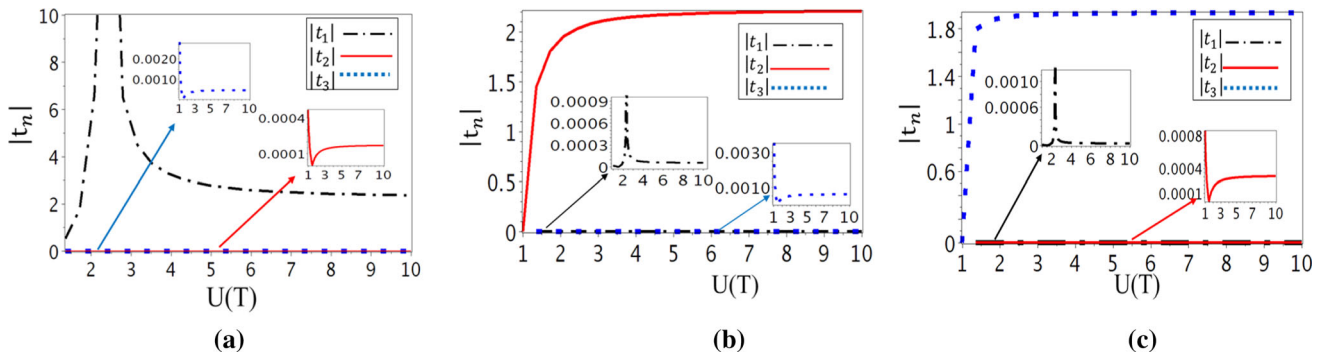 10
8
6
4
2
0
|tₙ|
|t₁|
|t₂|
|t₃|
0.0020
0.0010
1 3 5 7 10
0.0004
0.0001
1 3 5 7 10
2 3 4 5 6 7 8 9 10
U(T)
(a)
2
1.5
1
0.5
0
|tₙ|
|t₁|
|t₂|
|t₃|
0.0009
0.0006
0.0003
0
2 4 6 8 10
0.0030
0.0010
1 3 5 7 10
1 2 3 4 5 6 7 8 9 10
U(T)
(b)
1.8
1.4
1
0.6
0.2
0
|tₙ|
|t₁|
|t₂|
|t₃|
0.0010
0.0006
0
2 4 6 8 10
0.0008
0.0004
0.0001
1 3 5 7 10
1 2 3 4 5 6 7 8 9 10
U(T)
(c)